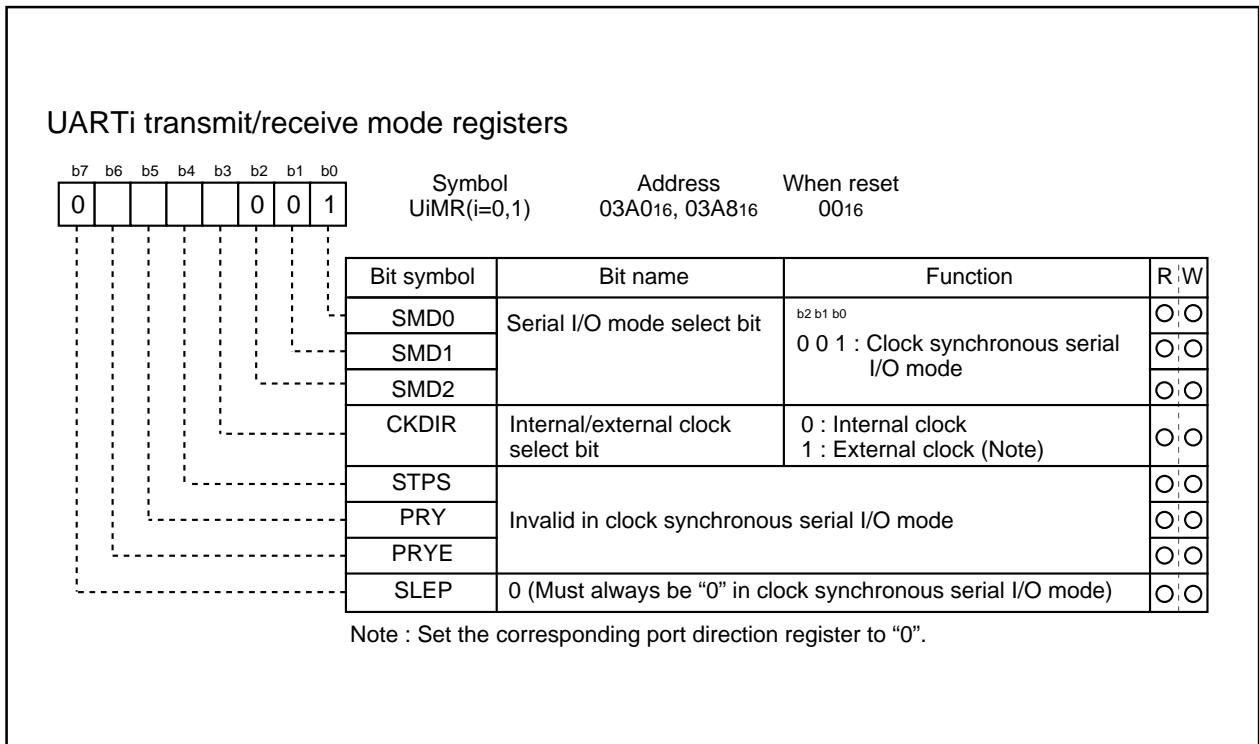 UARTi transmit/receive mode registers
b7 b6 b5 b4 b3 b2 b1 b0
0 0 0 1
Symbol Address When reset
UiMR(i=0,1) 03A016, 03A816 0016
Bit symbol Bit name Function R W
SMD0 Serial I/O mode select bit b2 b1 b0
SMD1 0 0 1 : Clock synchronous serial
I/O mode
SMD2
CKDIR Internal/external clock 0 : Internal clock
select bit 1 : External clock (Note)
STPS
PRY Invalid in clock synchronous serial I/O mode
PRYE
SLEP 0 (Must always be “0” in clock synchronous serial I/O mode)
Note : Set the corresponding port direction register to “0”.